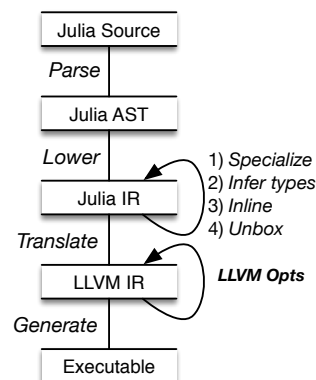 Julia Source
Parse
Julia AST
Lower
1) Specialize
2) Infer types
3) Inline
4) Unbox
Julia IR
Translate
LLVM IR
LLVM Opts
Generate
Executable